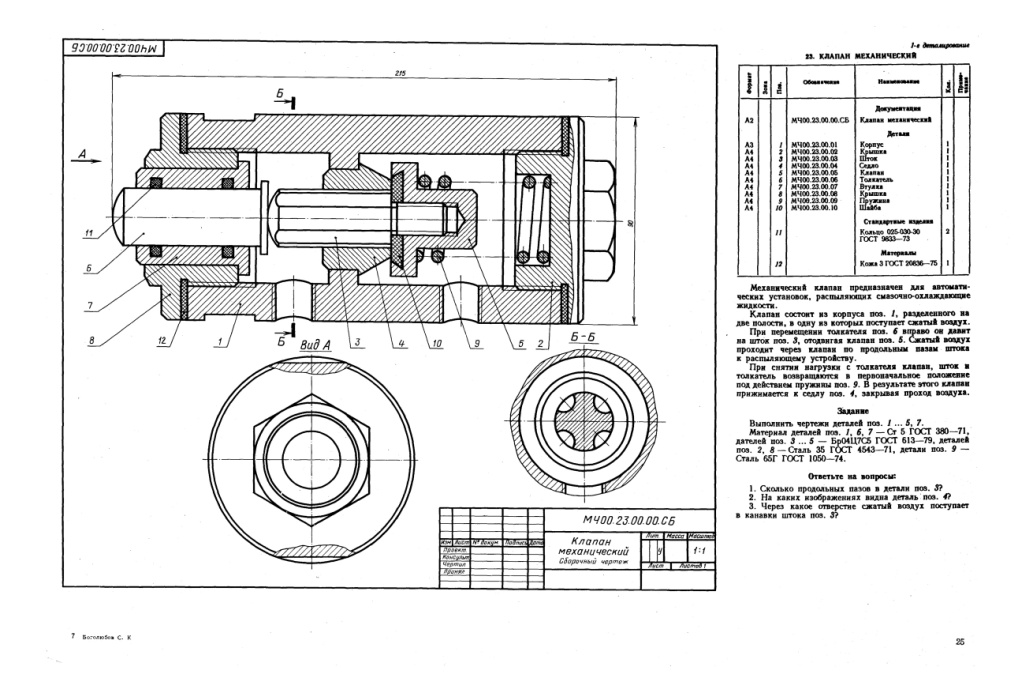 МЧ00.23.00.00.СБ
215
Б
А
90
11
6
7
8
12
1
Б
3
4
10
9
5
2
Вид А
Б-Б
МЧ00.23.00.00.СБ
Клапан
механический
Сборочный чертеж
Изм Лист № докум. Подпись Дата
Провер.
Чертил
Принял
Лит. Масса Масштаб
у 1:1
Лист Листов 1
7 Боголюбов С. К
1-е деталирование
23. КЛАПАН МЕХАНИЧЕСКИЙ
Формат Зона Поз. Обозначение Наименование Кол. Приме-
чание
Документация
А2 МЧ00.23.00.00.СБ Клапан механический
Детали
А3 1 МЧ00.23.00.01 Корпус 1
А4 2 МЧ00.23.00.02 Крышка 1
А4 3 МЧ00.23.00.03 Шток 1
А4 4 МЧ00.23.00.04 Седло 1
А4 5 МЧ00.23.00.05 Клапан 1
А4 6 МЧ00.23.00.06 Толкатель 1
А4 7 МЧ00.23.00.07 Втулка 1
А4 8 МЧ00.23.00.08 Крышка 1
А4 9 МЧ00.23.00.09 Пружина 1
А4 10 МЧ00.23.00.10 Шайба 1
Стандартные изделия
11 Кольцо 025-030-30 2
ГОСТ 9833—73
Материалы
12 Кожа 3 ГОСТ 20836—75 1
Механический клапан предназначен для автомати-
ческих установок, распыляющих смазочно-охлаждающие
жидкости.
Клапан состоит из корпуса поз. 1, разделенного на
две полости, в одну из которых поступает сжатый воздух.
При перемещении толкателя поз. 6 вправо он давит
на шток поз. 3, отодвигая клапан поз. 5. Сжатый воздух
проходит через клапан по продольным пазам штока
к распыляющему устройству.
При снятии нагрузки с толкателя клапан, шток и
толкатель возвращаются в первоначальное положение
под действием пружины поз. 9. В результате этого клапан
прижимается к седлу поз. 4, закрывая проход воздуха.
Задание
Выполнить чертежи деталей поз. 1 ... 5, 7.
Материал деталей поз. 1, 6, 7 — Ст 5 ГОСТ 380—71,
дателей поз. 3 ... 5 — Бр04Ц7С5 ГОСТ 613—79, деталей
поз. 2, 8 — Сталь 35 ГОСТ 4543—71, детали поз. 9 —
Сталь 65Г ГОСТ 1050—74.
Ответьте на вопросы:
1. Сколько продольных пазов в детали поз. 3?
2. На каких изображениях видна деталь поз. 4?
3. Через какое отверстие сжатый воздух поступает
в канавки штока поз. 3?
25